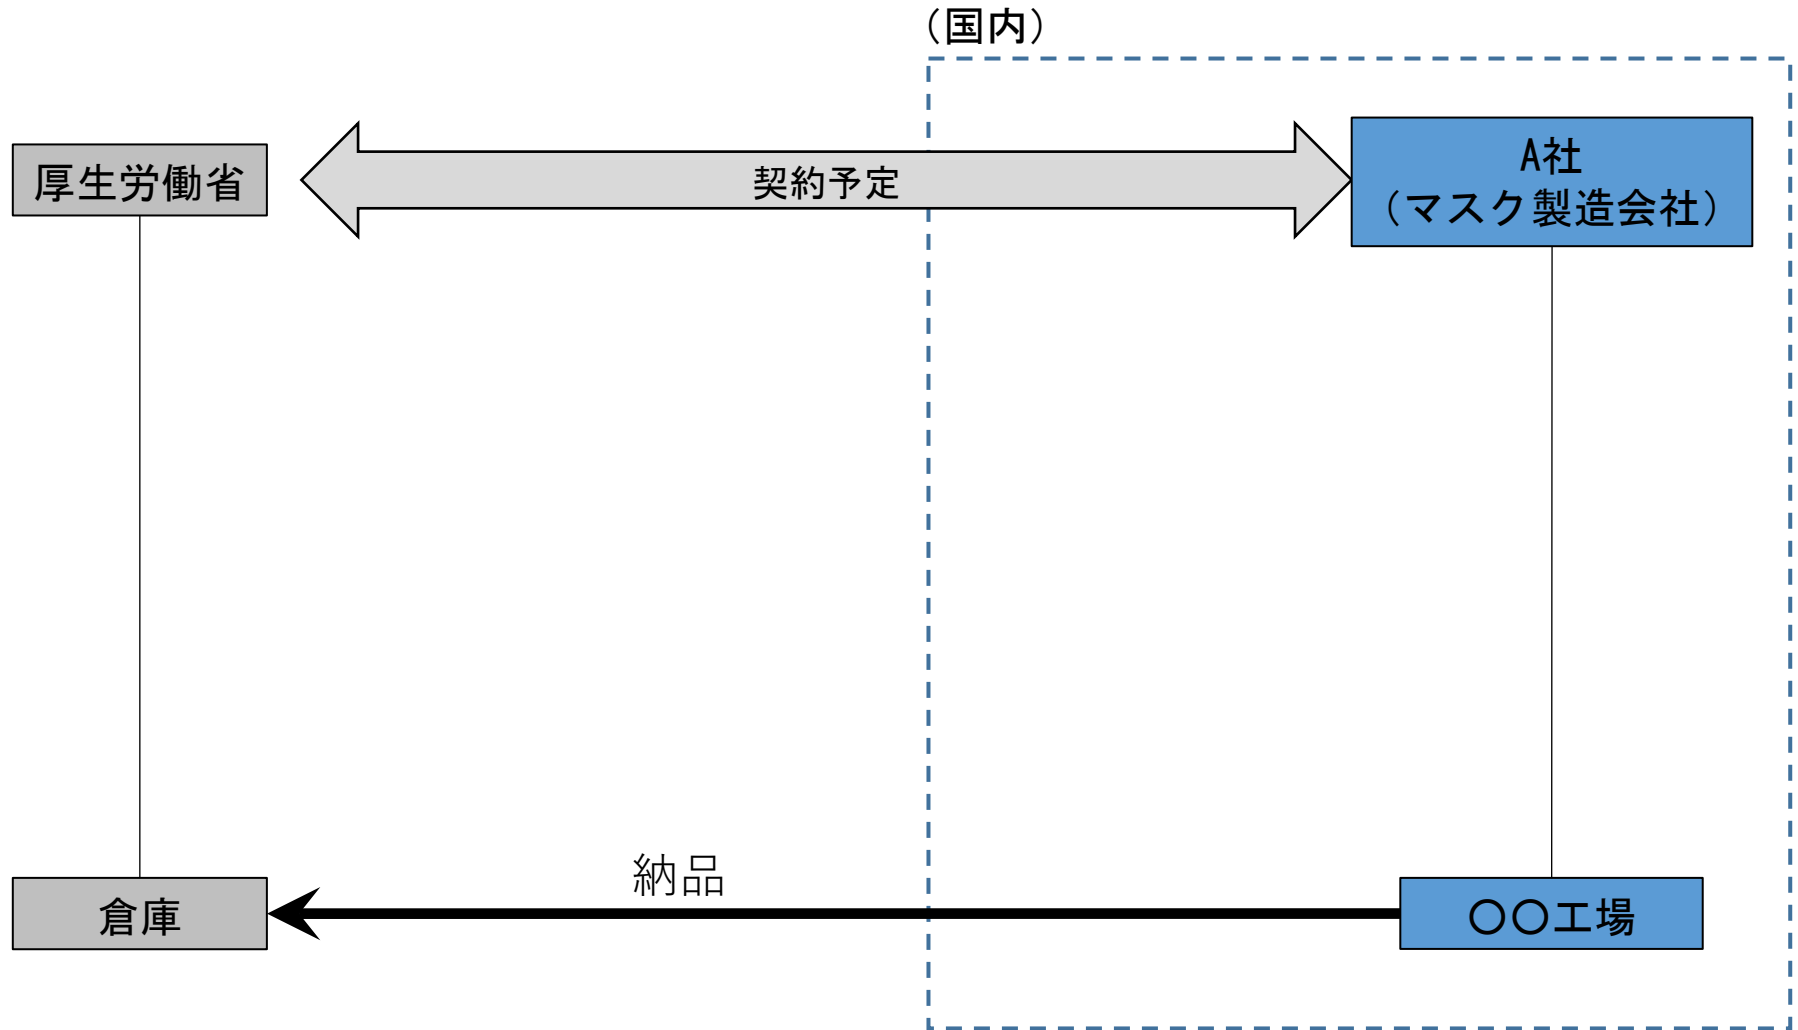 （国内）
厚生労働省
契約予定
A社
（マスク製造会社）
納品
倉庫
〇〇工場